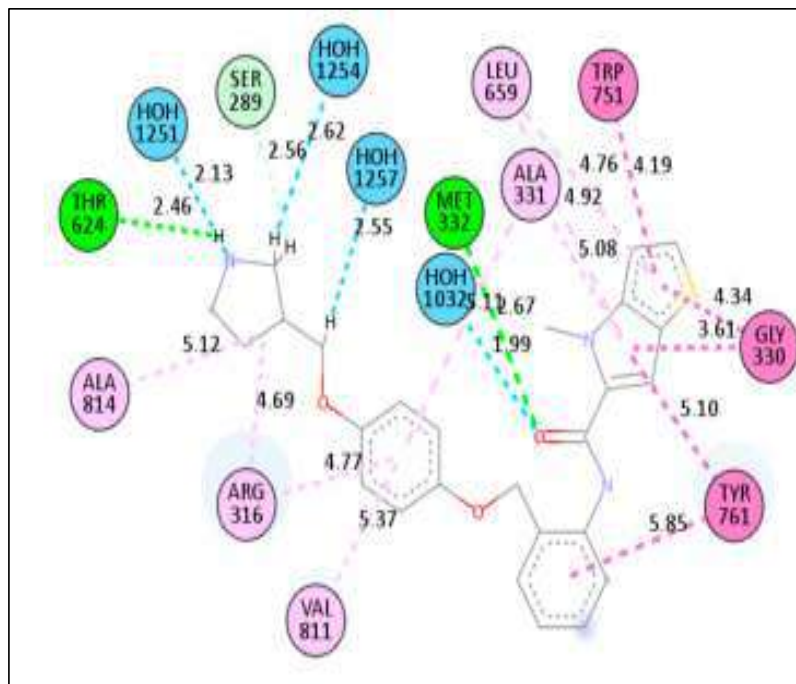 HOH
1254
SER
289
HOH
1251
LEU
659
TRP
751
2.56
2.62
HOH
1257
2.13
4.76
4.19
ALA
331
4.92
THR
624
2.46
H
MET
332
2.55
N
H
H
5.08
HOH
1032
5.11
2.67
S
4.34
H
N
3.61
GLY
330
1.99
5.12
ALA
814
4.69
O
5.10
O
ARG
316
4.77
N
TYR
761
O
5.37
5.85
VAL
811